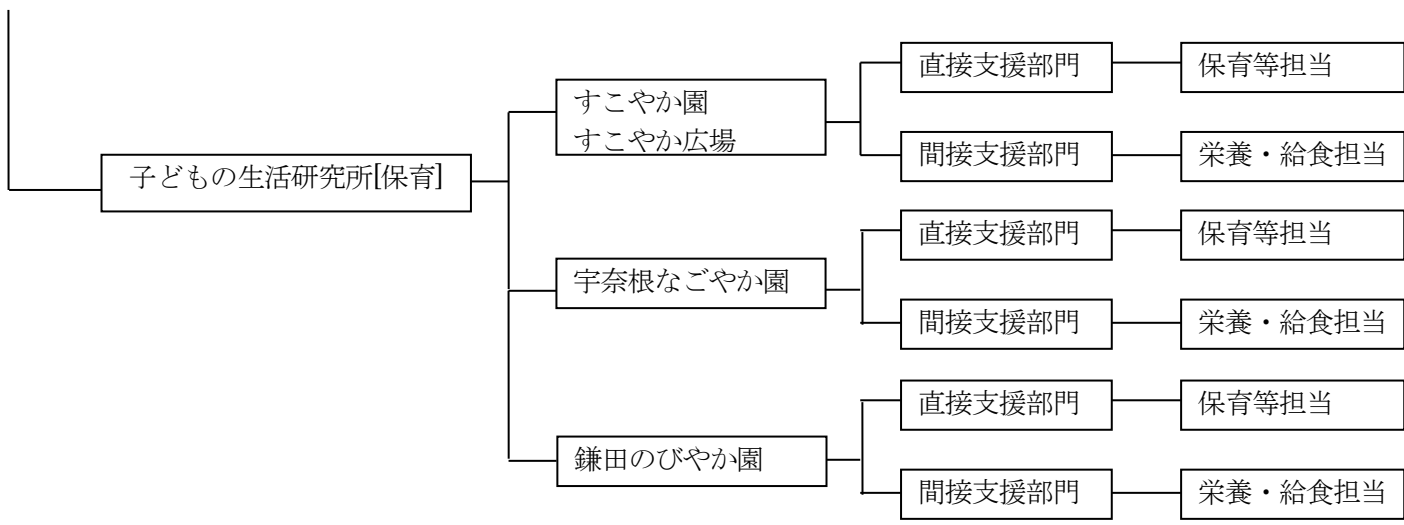 子どもの生活研究所[保育]
すこやか園
すこやか広場
直接支援部門
保育等担当
間接支援部門
栄養・給食担当
宇奈根なごやか園
直接支援部門
保育等担当
間接支援部門
栄養・給食担当
鎌田のびやか園
直接支援部門
保育等担当
間接支援部門
栄養・給食担当